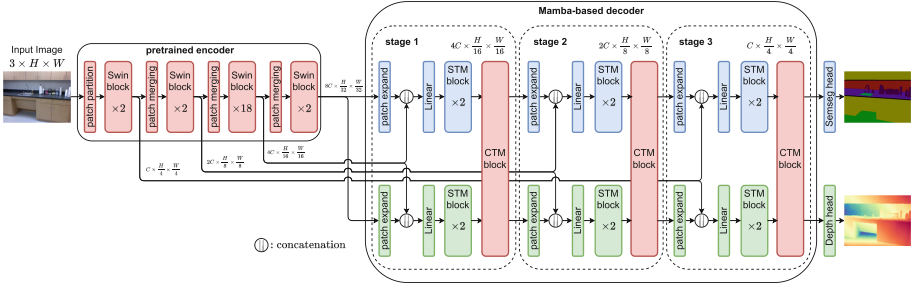 Mamba-based decoder
Input Image
3 × H × W
pretrained encoder
patch partition
Swin block ×2
patch merging
Swin block ×2
patch merging
Swin block ×18
patch merging
Swin block ×2
8C × H/32 × W/32
4C × H/16 × W/16
2C × H/8 × W/8
C × H/4 × W/4
stage 1
4C × H/16 × W/16
patch expand
Linear
STM block ×2
CTM block
patch expand
Linear
STM block ×2
stage 2
2C × H/8 × W/8
patch expand
Linear
STM block ×2
CTM block
patch expand
Linear
STM block ×2
stage 3
C × H/4 × W/4
patch expand
Linear
STM block ×2
CTM block
patch expand
Linear
STM block ×2
Semseg head
Depth head
: concatenation